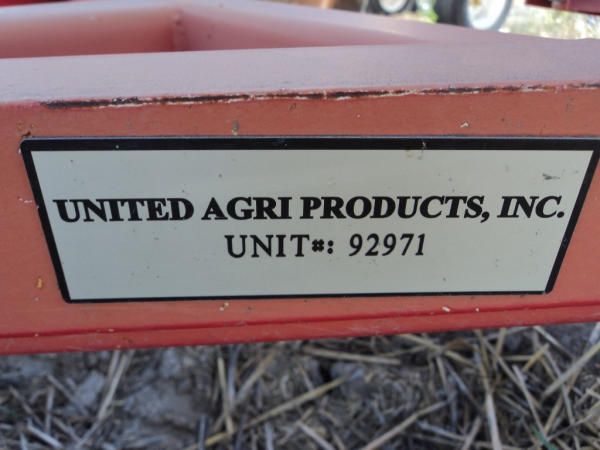 UNITED AGRI PRODUCTS, INC.
UNIT#: 92971